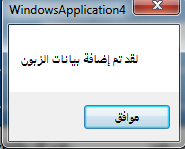 WindowsApplication4
لقد تم إضافة بيانات الزبون
موافق